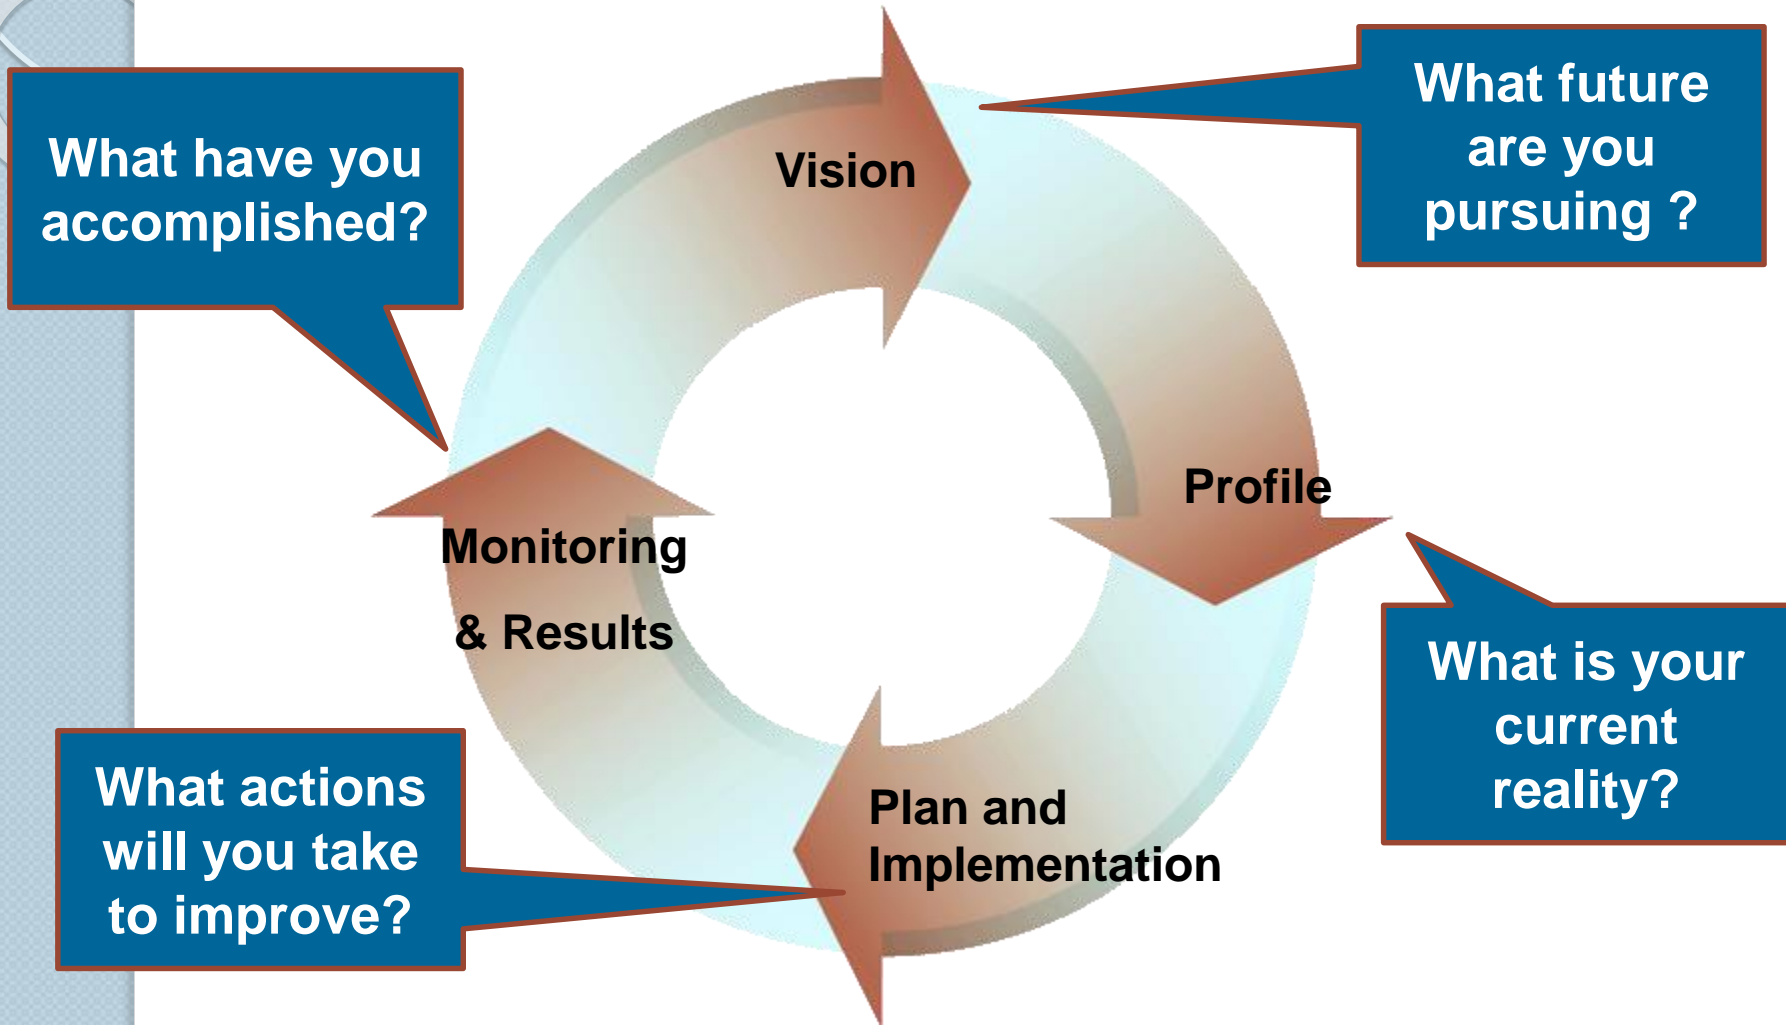 What have you
accomplished?
Vision
What future
are you
pursuing ?
Profile
Monitoring
& Results
What is your
current
reality?
Plan and
Implementation
What actions
will you take
to improve?